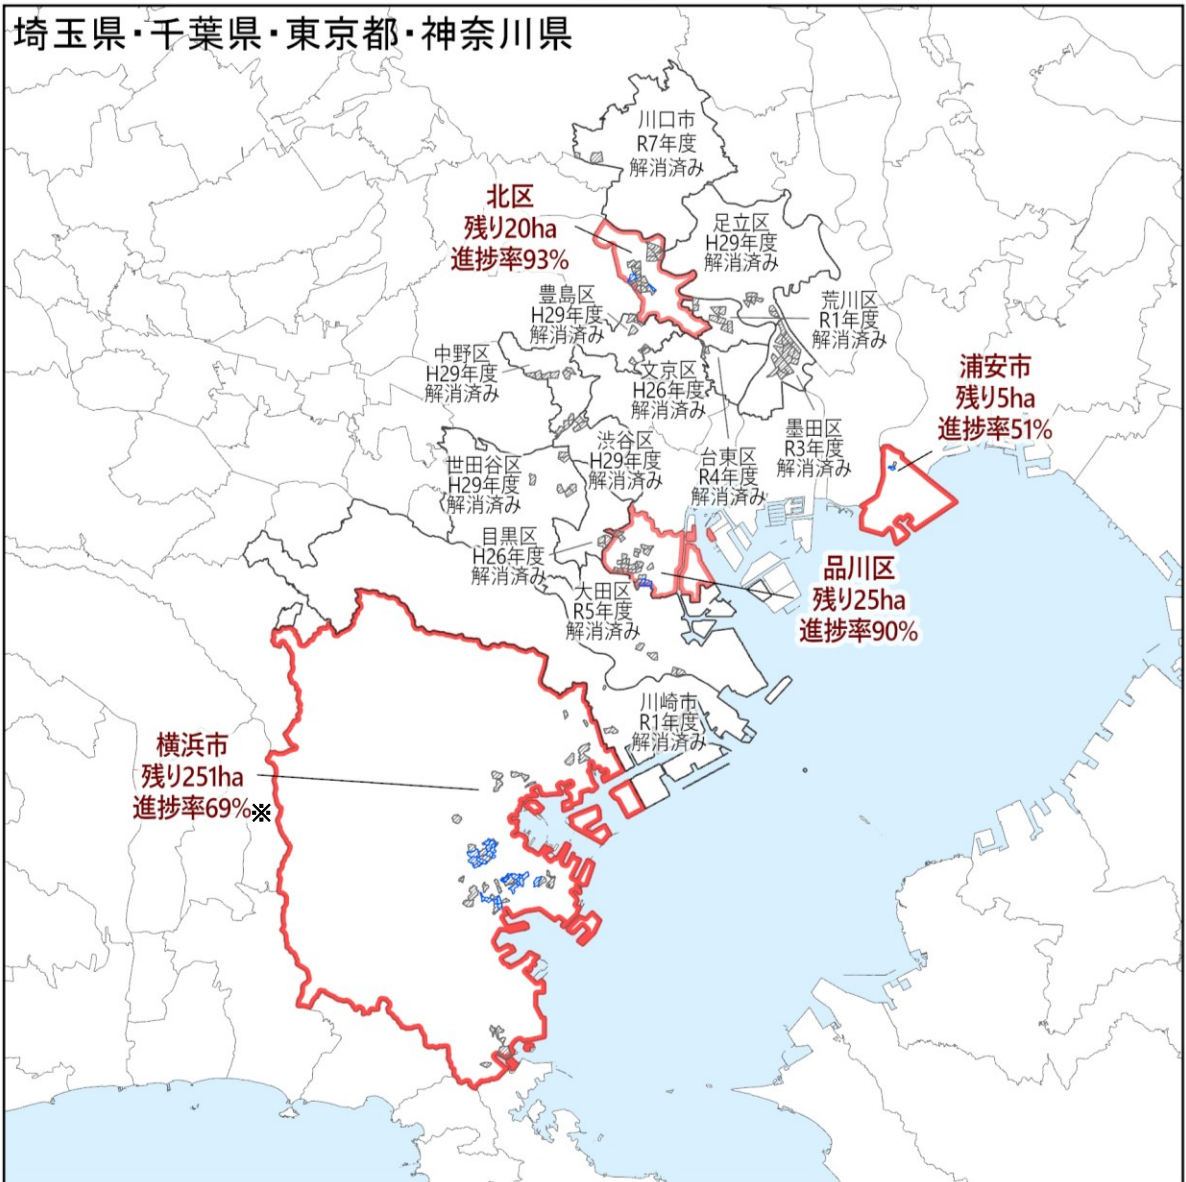 埼玉県・千葉県・東京都・神奈川県
川口市
R7年度
解消済み
北区
残り20ha
進捗率93%
足立区
H29年度
解消済み
豊島区
H29年度
解消済み
荒川区
R1年度
解消済み
中野区
H29年度
解消済み
文京区
H26年度
解消済み
浦安市
残り5ha
進捗率51%
墨田区
R3年度
解消済み
渋谷区
H29年度
解消済み
台東区
R4年度
解消済み
世田谷区
H29年度
解消済み
目黒区
H26年度
解消済み
品川区
残り25ha
進捗率90%
大田区
R5年度
解消済み
川崎市
R1年度
解消済み
横浜市
残り251ha
進捗率69%※